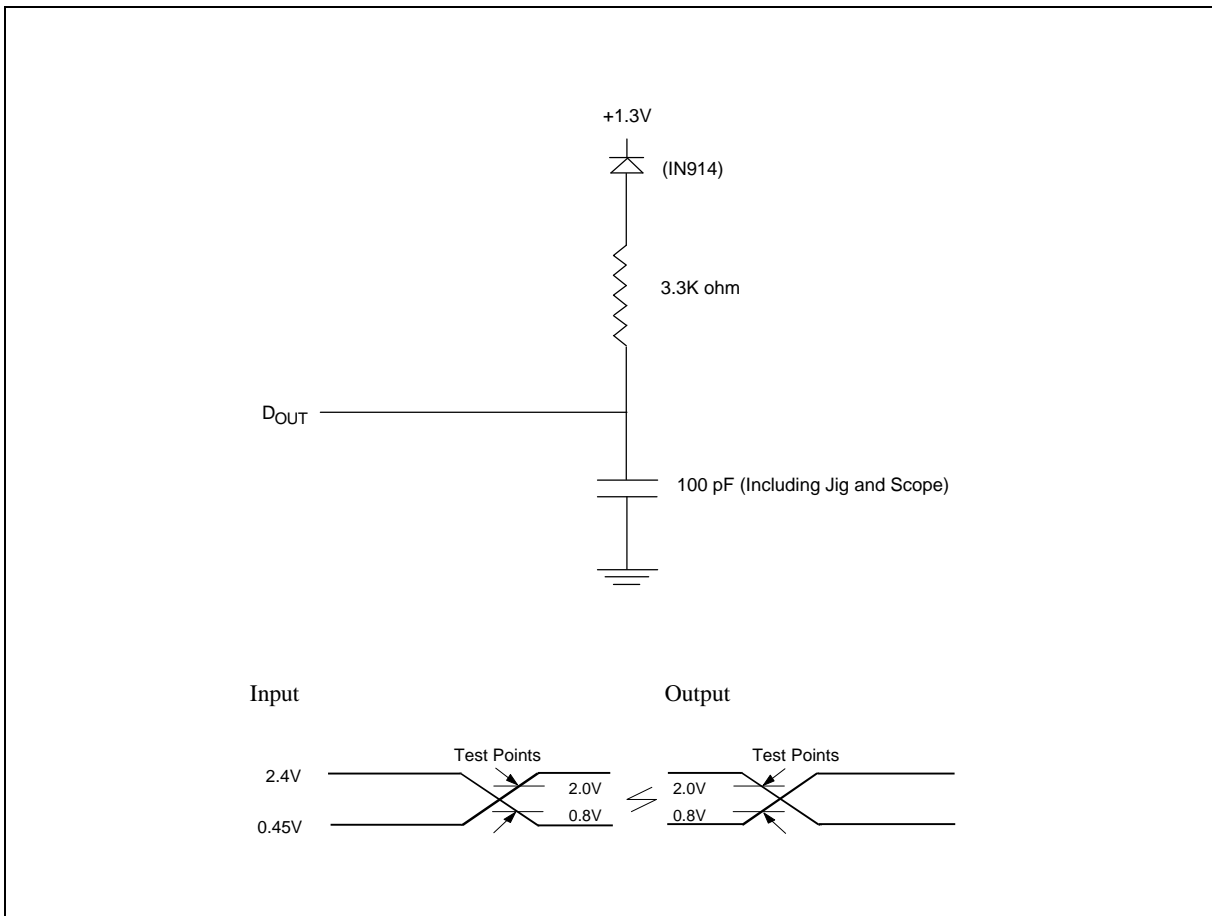 +1.3V
(IN914)
3.3K ohm
DOUT
100 pF (Including Jig and Scope)
Input
Output
Test Points
Test Points
2.4V
2.0V
2.0V
0.45V
0.8V
0.8V